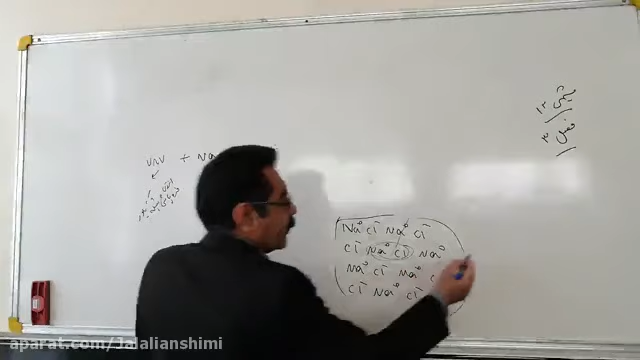 شیمی ۱۲
فصل ۳
۷۸۷ + Na
Na⊕ Cl⁻ Na⊕ Cl⁻
Cl⁻ Na⊕ Cl⁻ Na⊕
Na⊕ Cl⁻ Na⊕
Cl⁻ Na⊕ Cl⁻
aparat.com/Jalalianshimi